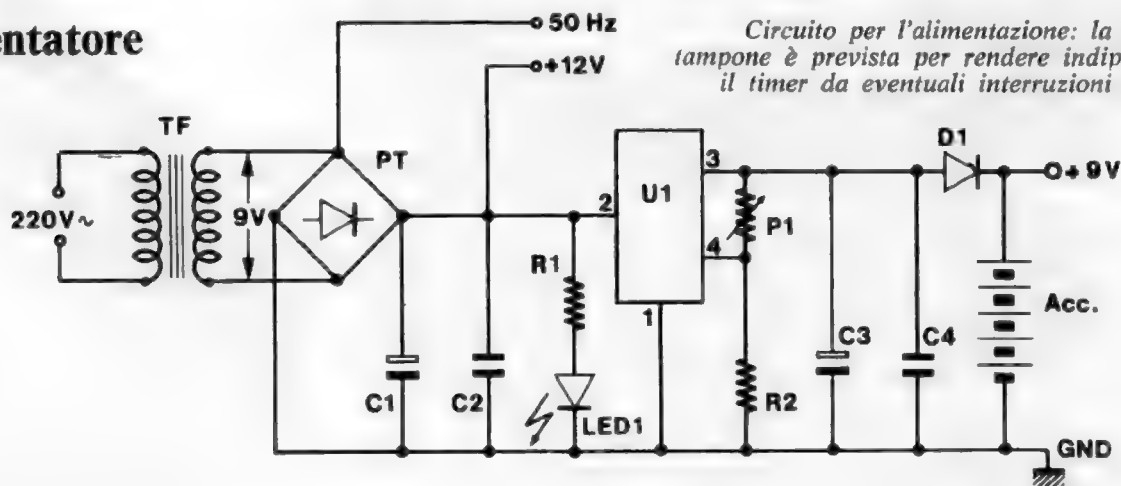 entatore
Circuito per l'alimentazione: la
tampone è prevista per rendere indip
il timer da eventuali interruzioni
50 Hz
+12V
TF
PT
220V~
9V
R1
LED1
C1
C2
U1
2
3
4
1
P1
R2
C3
C4
D1
+9V
Acc.
GND